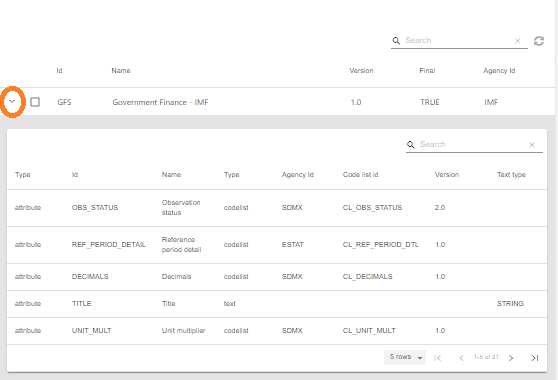 Search
Id Name Version Final Agency Id
GFS Government Finance - IMF 1.0 TRUE IMF
Search
Type Id Name Type Agency Id Code list id Version Text type
attribute OBS_STATUS Observation status codelist SDMX CL_OBS_STATUS 2.0
attribute REF_PERIOD_DETAIL Reference period detail codelist ESTAT CL_REF_PERIOD_DTL 1.0
attribute DECIMALS Decimals codelist SDMX CL_DECIMALS 1.0
attribute TITLE Title text STRING
attribute UNIT_MULT Unit multiplier codelist SDMX CL_UNIT_MULT 1.0
5 rows 1-6 of 21